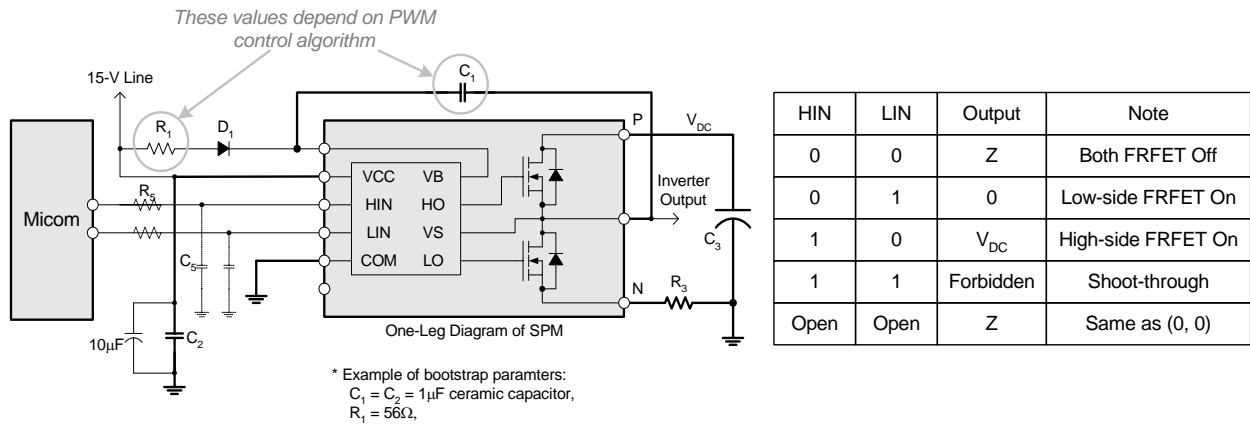 These values depend on PWM
control algorithm
15-V Line
R1
D1
C1
P
VDC
Inverter
Output
Micom
R5
C5
VCC
VB
HIN
HO
LIN
VS
COM
LO
C3
N
R3
10μF
C2
One-Leg Diagram of SPM
* Example of bootstrap paramters:
C1 = C2 = 1μF ceramic capacitor,
R1 = 56Ω,
HIN LIN Output Note
0 0 Z Both FRFET Off
0 1 0 Low-side FRFET On
1 0 VDC High-side FRFET On
1 1 Forbidden Shoot-through
Open Open Z Same as (0, 0)